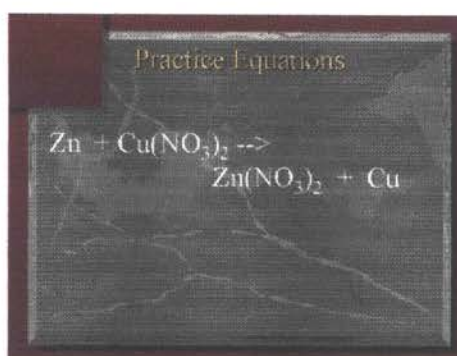 Practice Equations
Zn + Cu(NO₃)₂ -->
Zn(NO₃)₂ + Cu